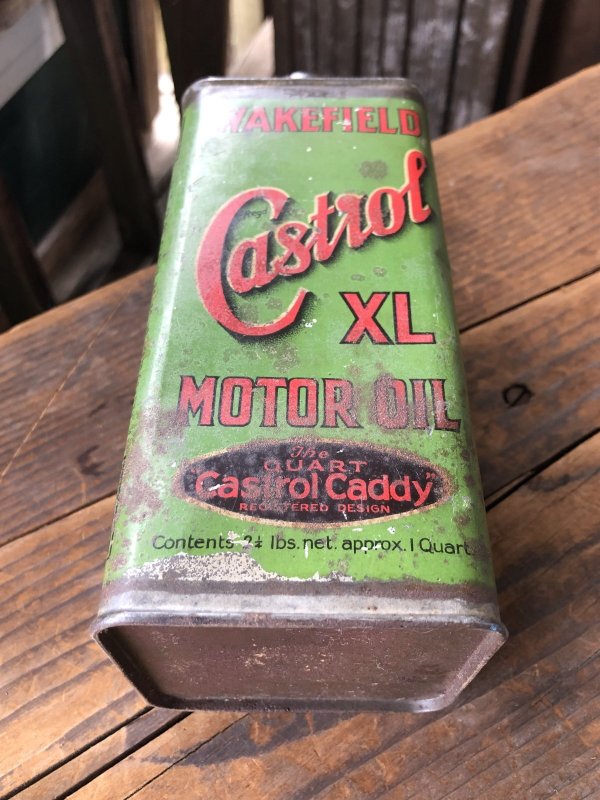 WAKEFIELD
Regd
Castrol
XL
MOTOR OIL
The
QUART
"Castrol Caddy"
REGISTERED DESIGN
Contents 2¼ lbs. net. approx. 1 Quart